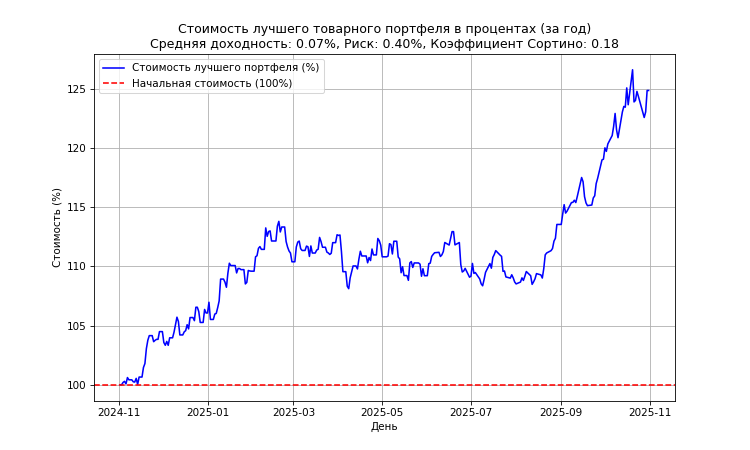 Стоимость лучшего товарного портфеля в процентах (за год)
Средняя доходность: 0.07%, Риск: 0.40%, Коэффициент Сортино: 0.18
Стоимость лучшего портфеля (%)
Начальная стоимость (100%)
Стоимость (%)
125
120
115
110
105
100
2024-11
2025-01
2025-03
2025-05
2025-07
2025-09
2025-11
День